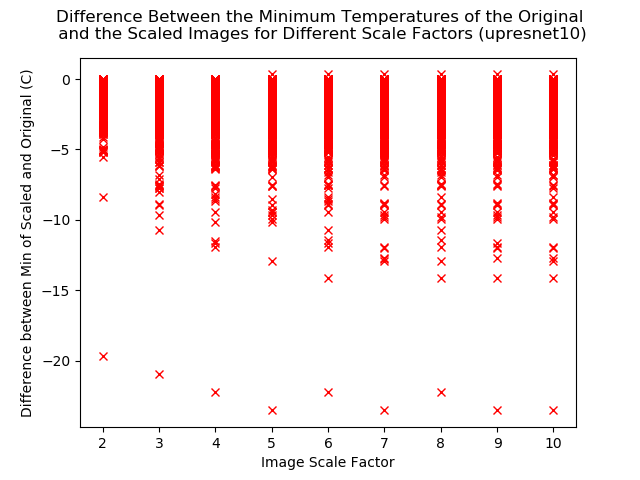 Difference Between the Minimum Temperatures of the Original
and the Scaled Images for Different Scale Factors (upresnet10)
Difference between Min of Scaled and Original (C)
0
−5
−10
−15
−20
2 3 4 5 6 7 8 9 10
Image Scale Factor